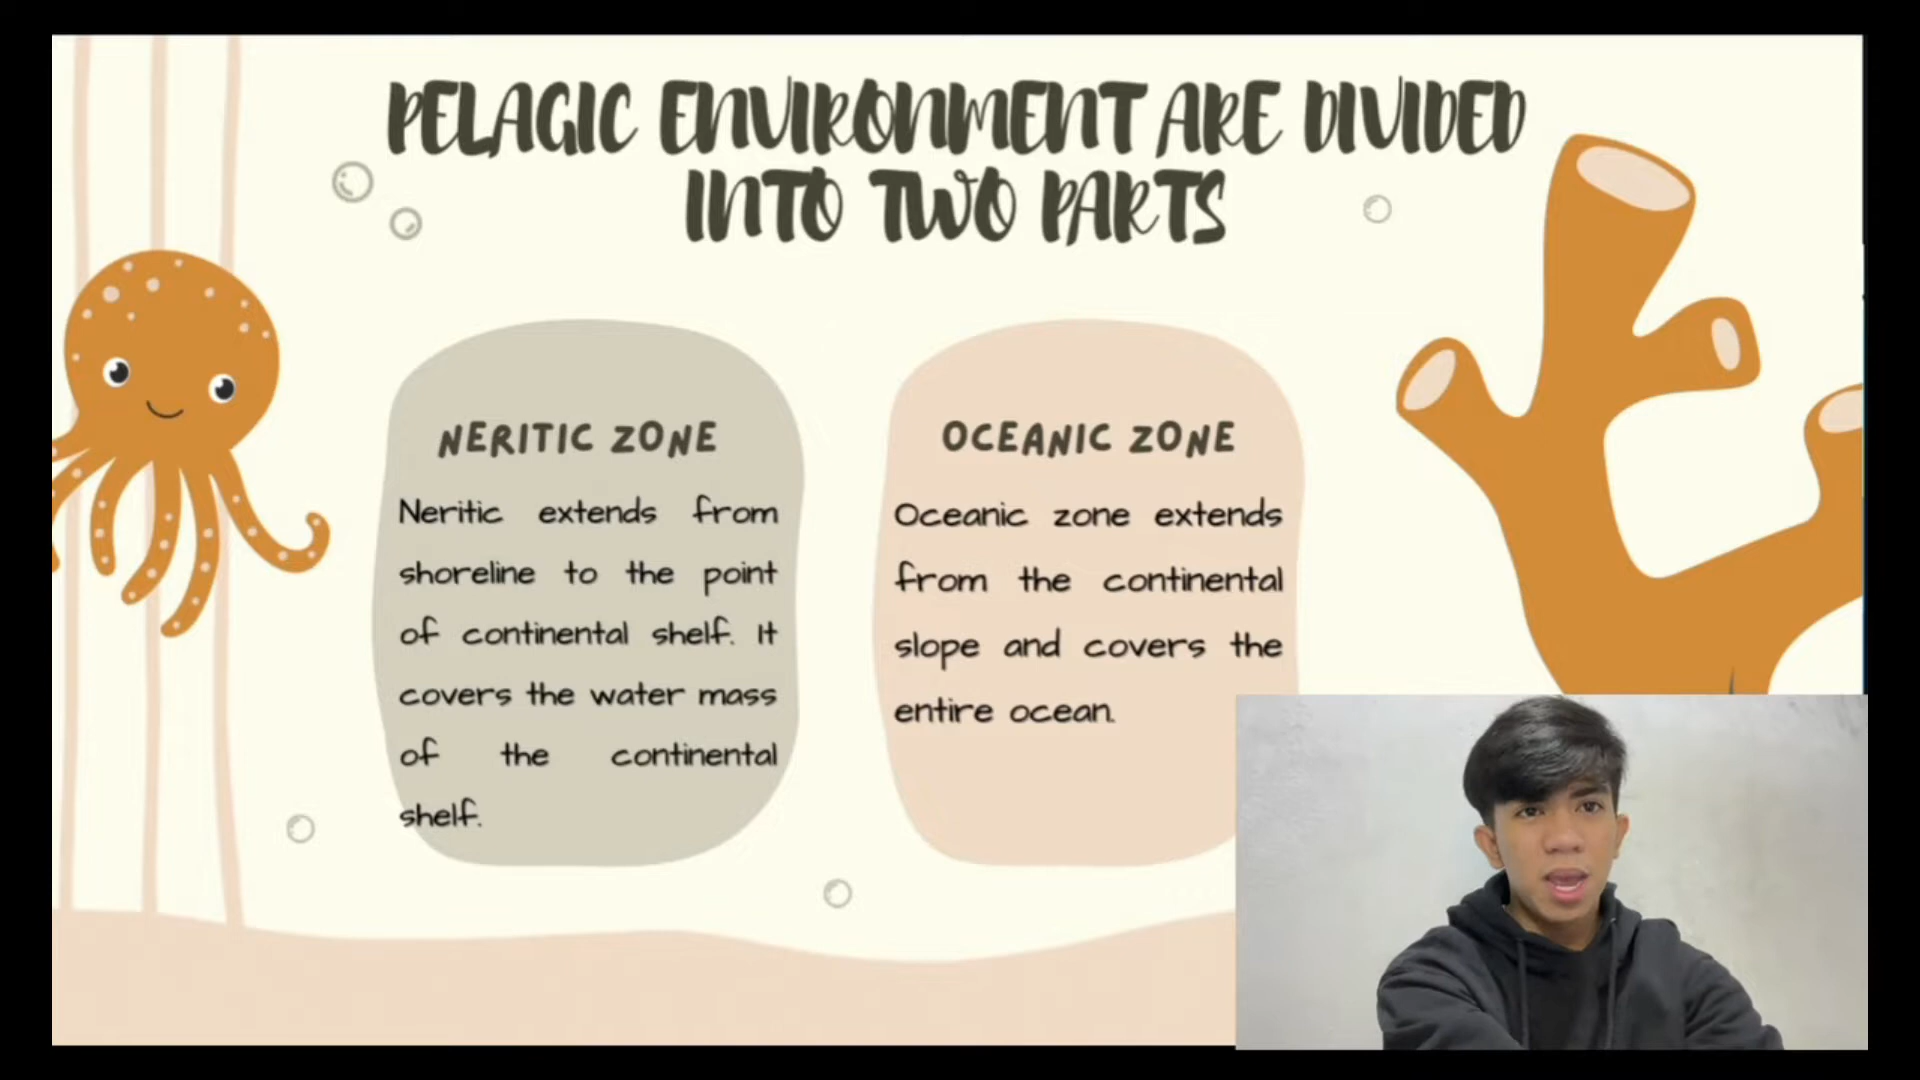 PELAGIC ENVIRONMENT ARE DIVIDED
INTO TWO PARTS
NERITIC ZONE
Neritic extends from
shoreline to the point
of continental shelf. It
covers the water mass
of the continental
shelf.
OCEANIC ZONE
Oceanic zone extends
from the continental
slope and covers the
entire ocean.